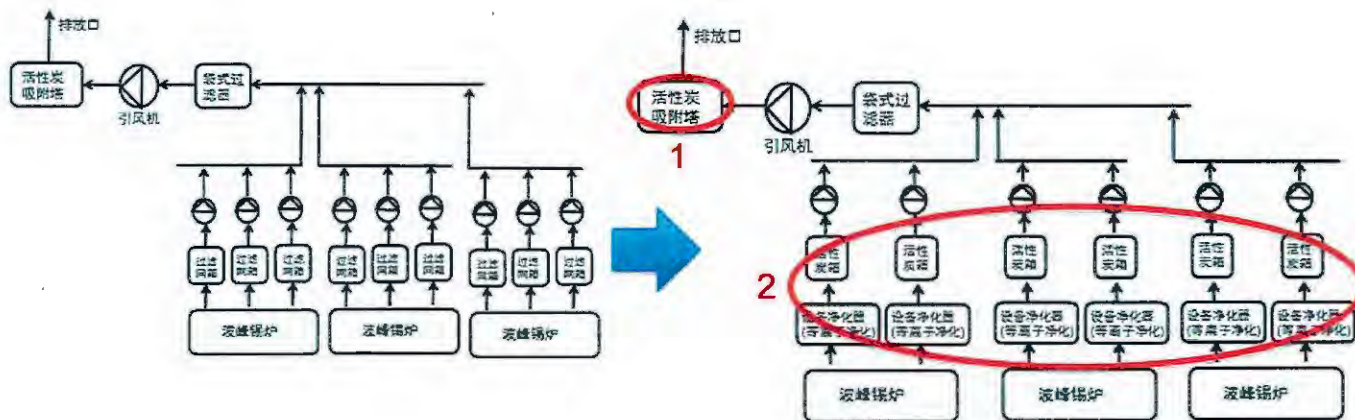 排放口
活性炭
吸附塔
引风机
袋式过
滤器
过滤
网箱
过滤
网箱
过滤
网箱
过滤
网箱
过滤
网箱
过滤
网箱
过滤
网箱
过滤
网箱
过滤
网箱
波峰锡炉
波峰锡炉
波峰锡炉
排放口
活性炭
吸附塔
1
引风机
袋式过
滤器
2
活性
炭箱
活性
炭箱
活性
炭箱
活性
炭箱
活性
炭箱
活性
炭箱
设备净化器
(等离子净化)
设备净化器
(等离子净化)
设备净化器
(等离子净化)
设备净化器
(等离子净化)
设备净化器
(等离子净化)
设备净化器
(等离子净化)
波峰锡炉
波峰锡炉
波峰锡炉